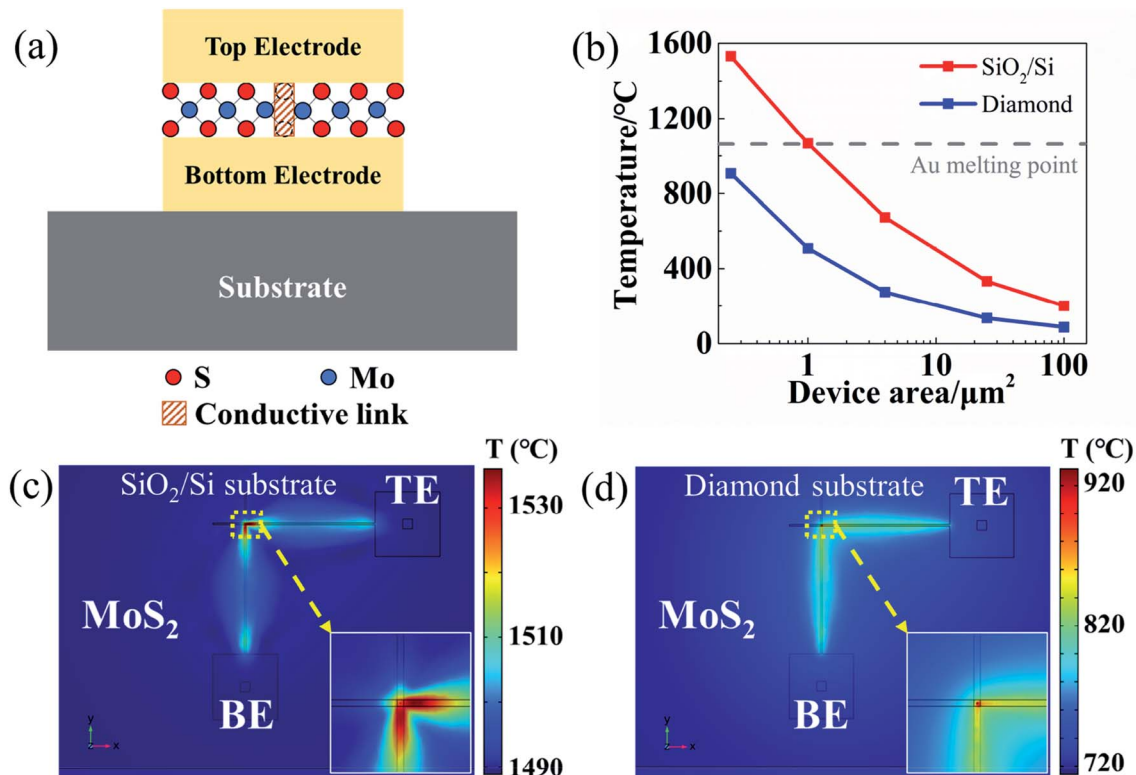 (a)
Top Electrode
Bottom Electrode
Substrate
S
Mo
Conductive link
(b)
1600
1200
800
400
0
Temperature/°C
SiO₂/Si
Diamond
Au melting point
1
10
100
Device area/μm²
(c)
SiO₂/Si substrate
TE
MoS₂
BE
y
z
x
T (°C)
1530
1510
1490
(d)
Diamond substrate
TE
MoS₂
BE
y
z
x
T (°C)
920
820
720